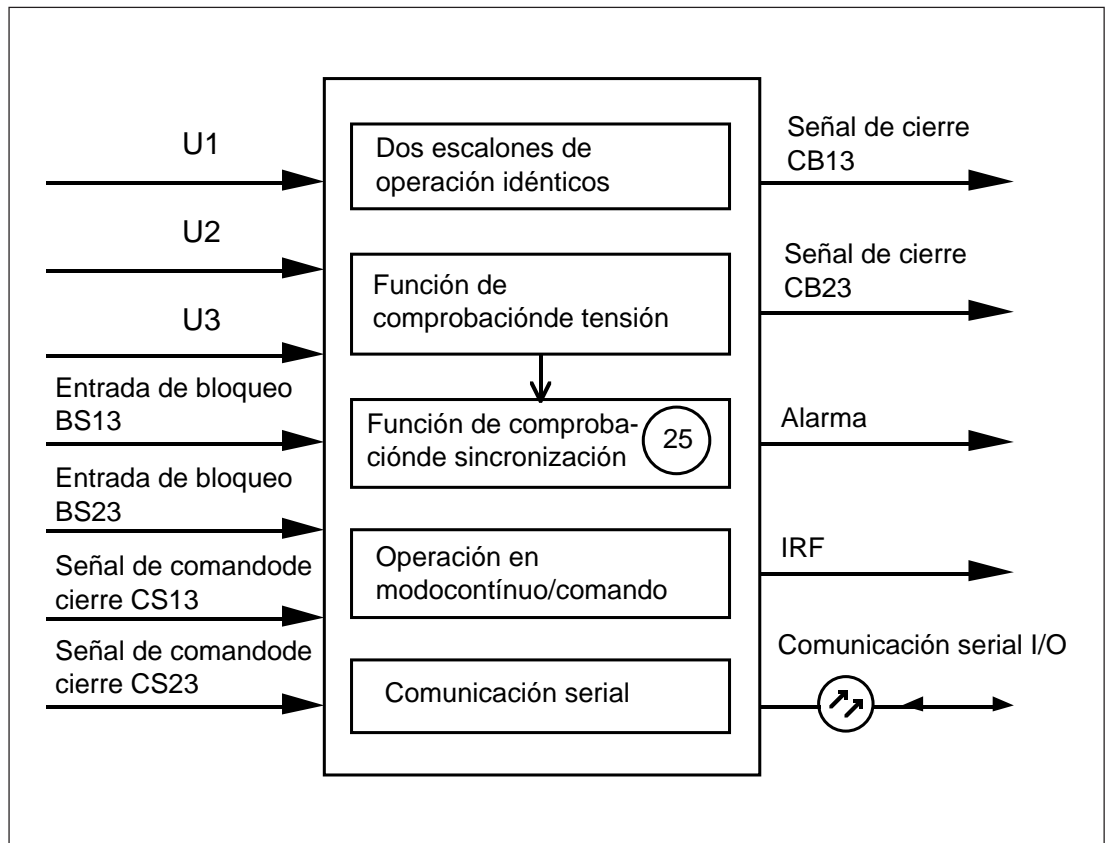 U1
U2
U3
Entrada de bloqueo
BS13
Entrada de bloqueo
BS23
Señal de comandode
cierre CS13
Señal de comandode
cierre CS23
Dos escalones de
operación idénticos
Función de
comprobaciónde tensión
Función de comproba-
ciónde sincronización
25
Operación en
modocontínuo/comando
Comunicación serial
Señal de cierre
CB13
Señal de cierre
CB23
Alarma
IRF
Comunicación serial I/O